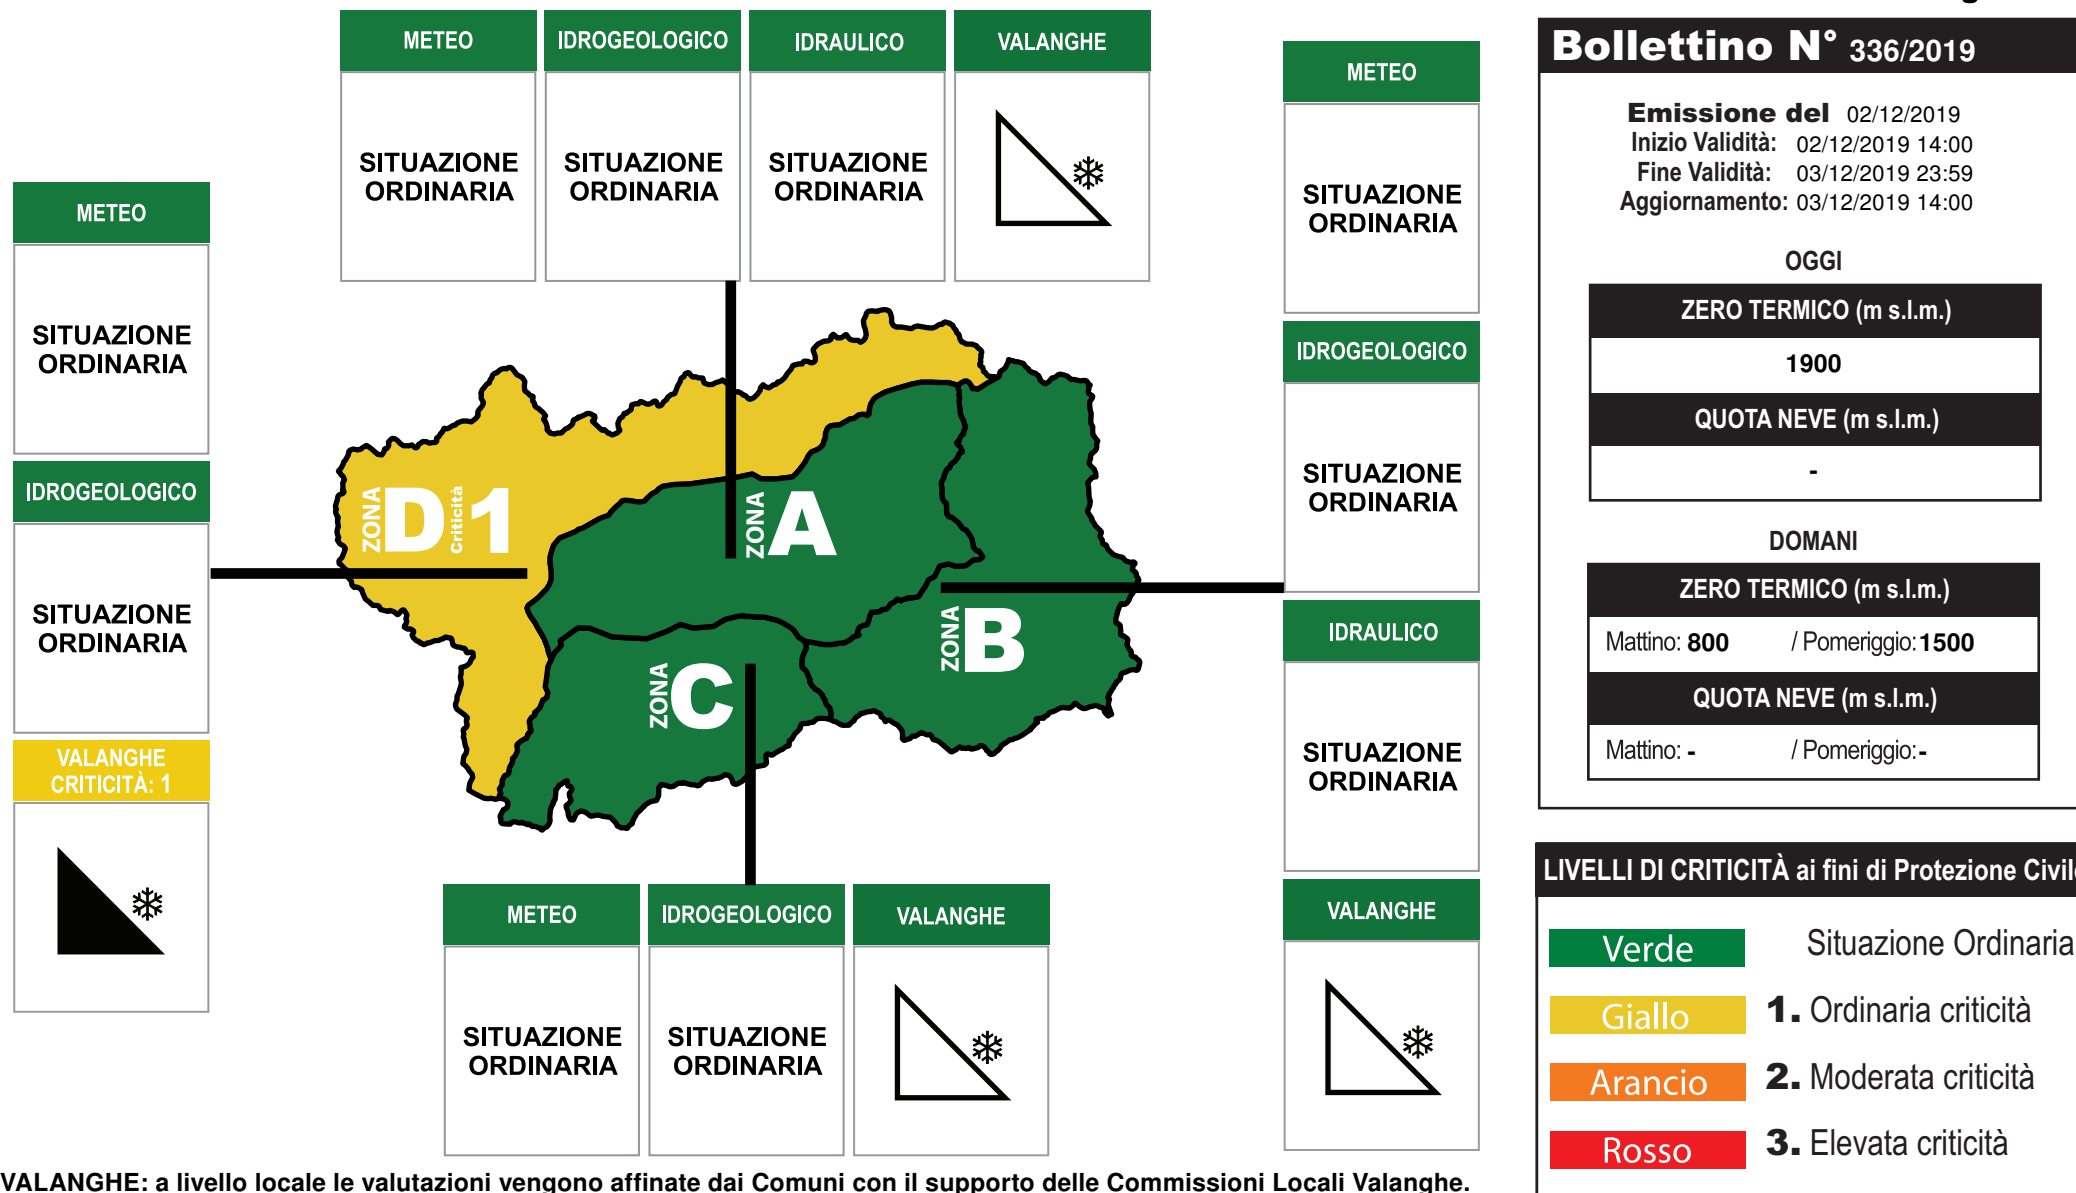 METEO
IDROGEOLOGICO
IDRAULICO
VALANGHE
SITUAZIONE
ORDINARIA
SITUAZIONE
ORDINARIA
SITUAZIONE
ORDINARIA
METEO
SITUAZIONE
ORDINARIA
IDROGEOLOGICO
SITUAZIONE
ORDINARIA
VALANGHE
CRITICITÀ: 1
ZONA D Criticità 1
ZONA A
ZONA B
ZONA C
METEO
SITUAZIONE
ORDINARIA
IDROGEOLOGICO
SITUAZIONE
ORDINARIA
IDRAULICO
SITUAZIONE
ORDINARIA
VALANGHE
METEO
IDROGEOLOGICO
VALANGHE
SITUAZIONE
ORDINARIA
SITUAZIONE
ORDINARIA
Bollettino N° 336/2019
Emissione del 02/12/2019
Inizio Validità: 02/12/2019 14:00
Fine Validità: 03/12/2019 23:59
Aggiornamento: 03/12/2019 14:00
OGGI
ZERO TERMICO (m s.l.m.)
1900
QUOTA NEVE (m s.l.m.)
-
DOMANI
ZERO TERMICO (m s.l.m.)
Mattino: 800 / Pomeriggio: 1500
QUOTA NEVE (m s.l.m.)
Mattino: - / Pomeriggio: -
LIVELLI DI CRITICITÀ ai fini di Protezione Civile
Verde Situazione Ordinaria
Giallo 1. Ordinaria criticità
Arancio 2. Moderata criticità
Rosso 3. Elevata criticità
VALANGHE: a livello locale le valutazioni vengono affinate dai Comuni con il supporto delle Commissioni Locali Valanghe.